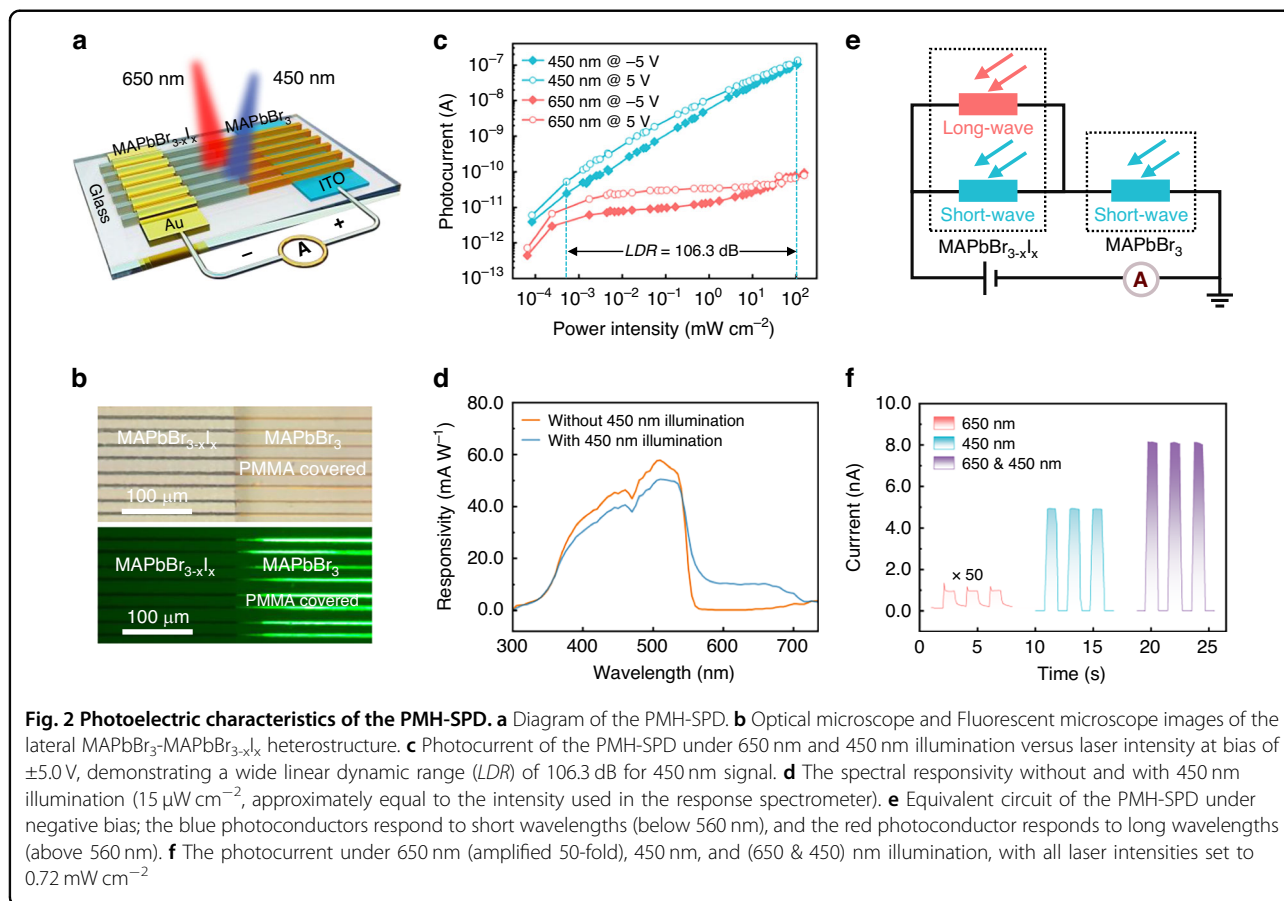 a
650 nm
450 nm
MAPbBr3-xIx
MAPbBr3
Glass
Au
ITO
−
A
+
b
MAPbBr3-xIx
MAPbBr3
PMMA covered
100 μm
MAPbBr3-xIx
MAPbBr3
PMMA covered
100 μm
c
Photocurrent (A)
10⁻⁷
10⁻⁸
10⁻⁹
10⁻¹⁰
10⁻¹¹
10⁻¹²
10⁻¹³
450 nm @ −5 V
450 nm @ 5 V
650 nm @ −5 V
650 nm @ 5 V
LDR = 106.3 dB
10⁻⁴ 10⁻³ 10⁻² 10⁻¹ 10⁰ 10¹ 10²
Power intensity (mW cm⁻²)
d
Responsivity (mA W⁻¹)
80.0
60.0
40.0
20.0
0.0
Without 450 nm illumination
With 450 nm illumination
300 400 500 600 700
Wavelength (nm)
e
Long-wave
Short-wave
Short-wave
MAPbBr3-xIx
MAPbBr3
A
f
Currrent (nA)
10.0
8.0
6.0
4.0
2.0
0.0
650 nm
450 nm
650 & 450 nm
× 50
0 5 10 15 20 25
Time (s)
Fig. 2 Photoelectric characteristics of the PMH-SPD. a Diagram of the PMH-SPD. b Optical microscope and Fluorescent microscope images of the
lateral MAPbBr3-MAPbBr3-xIx heterostructure. c Photocurrent of the PMH-SPD under 650 nm and 450 nm illumination versus laser intensity at bias of
±5.0 V, demonstrating a wide linear dynamic range (LDR) of 106.3 dB for 450 nm signal. d The spectral responsivity without and with 450 nm
illumination (15 μW cm⁻², approximately equal to the intensity used in the response spectrometer). e Equivalent circuit of the PMH-SPD under
negative bias; the blue photoconductors respond to short wavelengths (below 560 nm), and the red photoconductor responds to long wavelengths
(above 560 nm). f The photocurrent under 650 nm (amplified 50-fold), 450 nm, and (650 & 450) nm illumination, with all laser intensities set to
0.72 mW cm⁻²